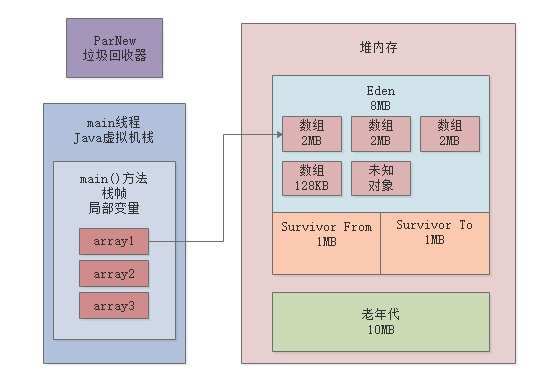 ParNew
垃圾回收器
main线程
Java虚拟机栈
main()方法
栈帧
局部变量
array1
array2
array3
堆内存
Eden
8MB
数组
2MB
数组
2MB
数组
2MB
数组
128KB
未知
对象
Survivor From
1MB
Survivor To
1MB
老年代
10MB